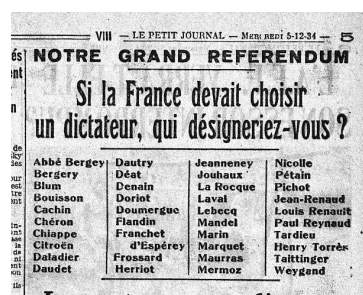 VIII — LE PETIT JOURNAL — MERCREDI 5-12-34 — 5
NOTRE GRAND REFERENDUM
Si la France devait choisir
un dictateur, qui désigneriez-vous ?
Abbé Bergey
Bergery
Blum
Bouisson
Cachin
Chéron
Chiappe
Citroën
Daladier
Daudet
Dautry
Déat
Denain
Doriot
Doumergue
Flandin
Franchet
d'Espérey
Frossard
Herriot
Jeanneney
Jouhaux
La Rocque
Laval
Lebecq
Mandel
Marin
Marquet
Maurras
Mermoz
Nicolle
Pétain
Pichot
Jean-Renaud
Louis Renault
Paul Reynaud
Tardieu
Henry Torrès
Taittinger
Weygand